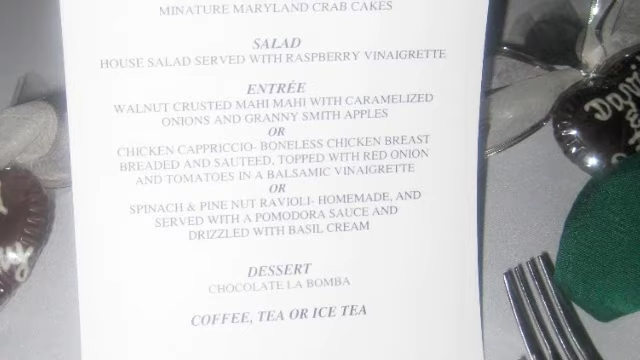 MINATURE MARYLAND CRAB CAKES
SALAD
HOUSE SALAD SERVED WITH RASPBERRY VINAIGRETTE
ENTRÉE
WALNUT CRUSTED MAHI MAHI WITH CARAMELIZED
ONIONS AND GRANNY SMITH APPLES
OR
CHICKEN CAPPRICCIO- BONELESS CHICKEN BREAST
BREADED AND SAUTEED, TOPPED WITH RED ONION
AND TOMATOES IN A BALSAMIC VINAIGRETTE
OR
SPINACH & PINE NUT RAVIOLI- HOMEMADE, AND
SERVED WITH A POMODORA SAUCE AND
DRIZZLED WITH BASIL CREAM
DESSERT
CHOCOLATE LA BOMBA
COFFEE, TEA OR ICE TEA